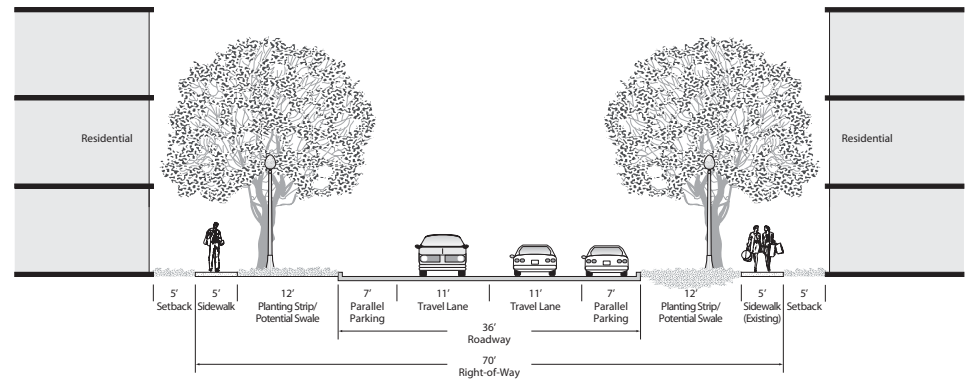 Residential
Residential
5’ 5’ 12’ 7’ 11’ 11’ 7’ 12’ 5’ 5’
Setback Sidewalk Planting Strip/ Parallel Travel Lane Travel Lane Parallel Planting Strip/ Sidewalk Setback
Potential Swale Parking Parking Potential Swale (Existing)
36’
Roadway
70’
Right-of-Way